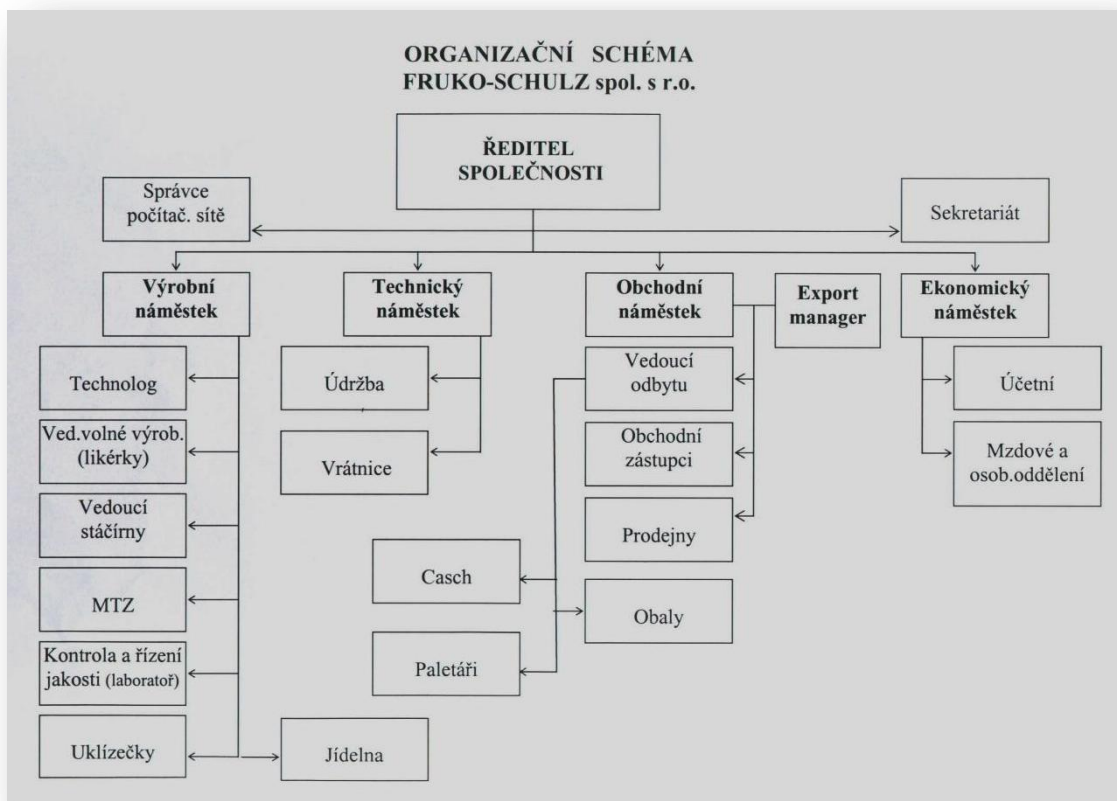 ORGANIZAČNÍ SCHÉMA
FRUKO-SCHULZ spol. s r.o.
ŘEDITEL
SPOLEČNOSTI
Správce
počítač. sítě
Sekretariát
Výrobní
náměstek
Technický
náměstek
Obchodní
náměstek
Export
manager
Ekonomický
náměstek
Technolog
Ved.volné výrob.
(likérky)
Vedoucí
stáčírny
MTZ
Kontrola a řízení
jakosti (laboratoř)
Uklízečky
Jídelna
Údržba
Vrátnice
Vedoucí
odbytu
Obchodní
zástupci
Prodejny
Casch
Obaly
Paletáři
Účetní
Mzdové a
osob.oddělení